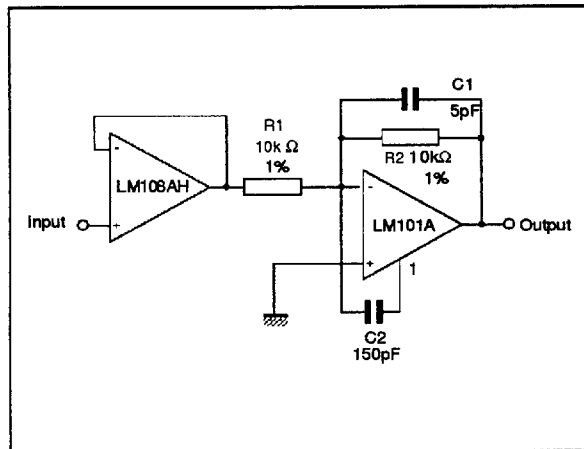 C1
5pF
R1
10k Ω
1%
R2 10kΩ
1%
-
-
LM108AH
LM101A
Input
+
Output
+
1
C2
150pF